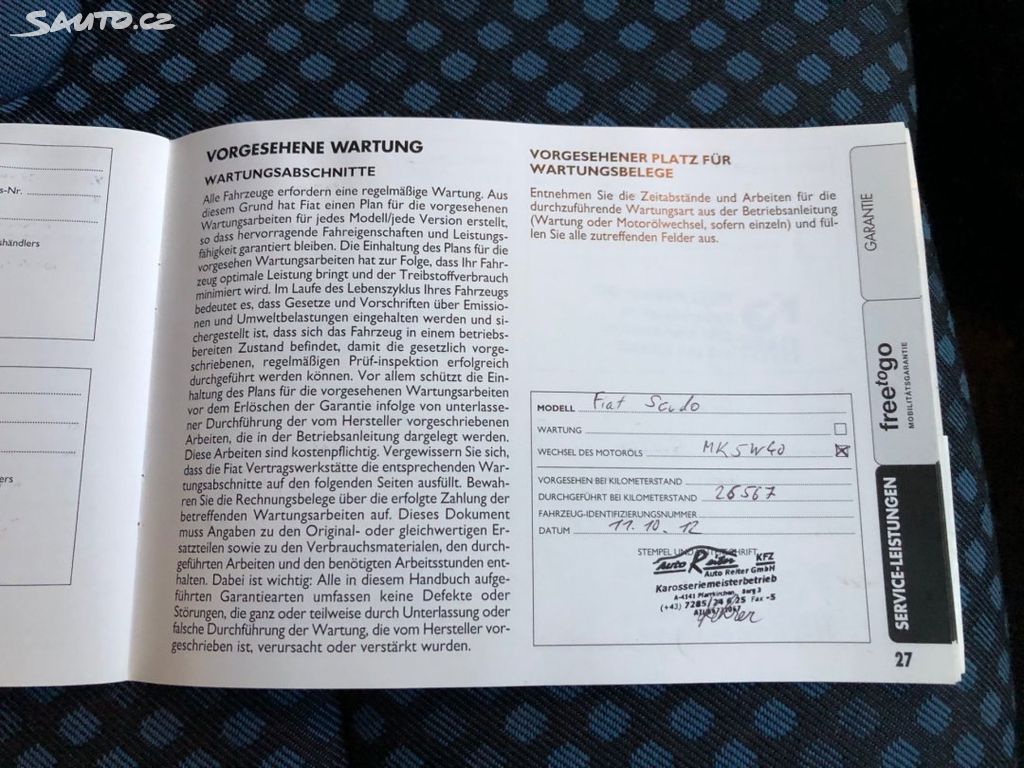 SAUTO.CZ
s-Nr.
shändlers
ers
VORGESEHENE WARTUNG
WARTUNGSABSCHNITTE
Alle Fahrzeuge erfordern eine regelmäßige Wartung. Aus
diesem Grund hat Fiat einen Plan für die vorgesehenen
Wartungsarbeiten für jedes Modell/jede Version erstellt,
so dass hervorragende Fahreigenschaften und Leistungs-
fähigkeit garantiert bleiben. Die Einhaltung des Plans für die
vorgesehen Wartungsarbeiten hat zur Folge, dass Ihr Fahr-
zeug optimale Leistung bringt und der Treibstoffverbrauch
minimiert wird. Im Laufe des Lebenszyklus Ihres Fahrzeugs
bedeutet es, dass Gesetze und Vorschriften über Emissio-
nen und Umweltbelastungen eingehalten werden und si-
chergestellt ist, dass sich das Fahrzeug in einem betriebs-
bereiten Zustand befindet, damit die gesetzlich vorge-
schriebenen, regelmäßigen Prüf-inspektion erfolgreich
durchgeführt werden können. Vor allem schützt die Ein-
haltung des Plans für die vorgesehenen Wartungsarbeiten
vor dem Erlöschen der Garantie infolge von unterlasse-
ner Durchführung der vom Hersteller vorgeschriebenen
Arbeiten, die in der Betriebsanleitung dargelegt werden.
Diese Arbeiten sind kostenpflichtig. Vergewissern Sie sich,
dass die Fiat Vertragswerkstätte die entsprechenden War-
tungsabschnitte auf den folgenden Seiten ausfüllt. Bewah-
ren Sie die Rechnungsbelege über die erfolgte Zahlung der
betreffenden Wartungsarbeiten auf. Dieses Dokument
muss Angaben zu den Original- oder gleichwertigen Er-
satzteilen sowie zu den Verbrauchsmaterialen, den durch-
geführten Arbeiten und den benötigten Arbeitsstunden ent-
halten. Dabei ist wichtig: Alle in diesem Handbuch aufge-
führten Garantiearten umfassen keine Defekte oder
Störungen, die ganz oder teilweise durch Unterlassung oder
falsche Durchführung der Wartung, die vom Hersteller vor-
geschrieben ist, verursacht oder verstärkt wurden.
VORGESEHENER PLATZ FÜR
WARTUNGSBELEGE
Entnehmen Sie die Zeitabstände und Arbeiten für die
durchzuführende Wartungsart aus der Betriebsanleitung
(Wartung oder Motorölwechsel, sofern einzeln) und fül-
len Sie alle zutreffenden Felder aus.
MODELL Fiat Scudo
WARTUNG
WECHSEL DES MOTORÖLS MK 5W40
VORGESEHEN BEI KILOMETERSTAND
DURCHGEFÜHRT BEI KILOMETERSTAND 26567
FAHRZEUG-IDENTIFIZIERUNGSNUMMER
DATUM 11.10.12
STEMPEL UND UNTERSCHRIFT
Auto Reiter KFZ
Auto Reiter GmbH
Karosseriemeisterbetrieb
A-4141 Pfarrkirchen,
(+43) 7285/ Fax -5
GARANTIE
freetogo
MOBILITÄTSGARANTIE
SERVICE-LEISTUNGEN
27